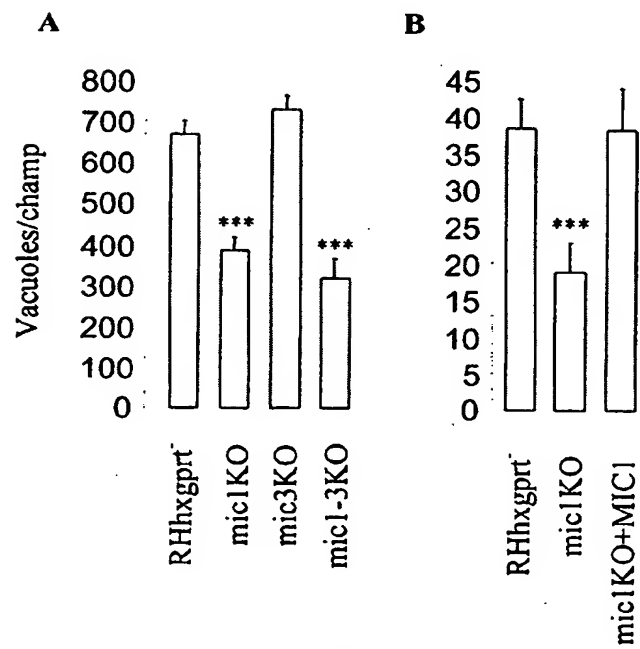 A
B
Vacuoles/champ
800
700
600
500
400
300
200
100
0
***
***
RHhxgprt-
mic1KO
mic3KO
mic1-3KO
45
40
35
30
25
20
15
10
5
0
***
RHhxgprt-
mic1KO
mic1KO+MIC1